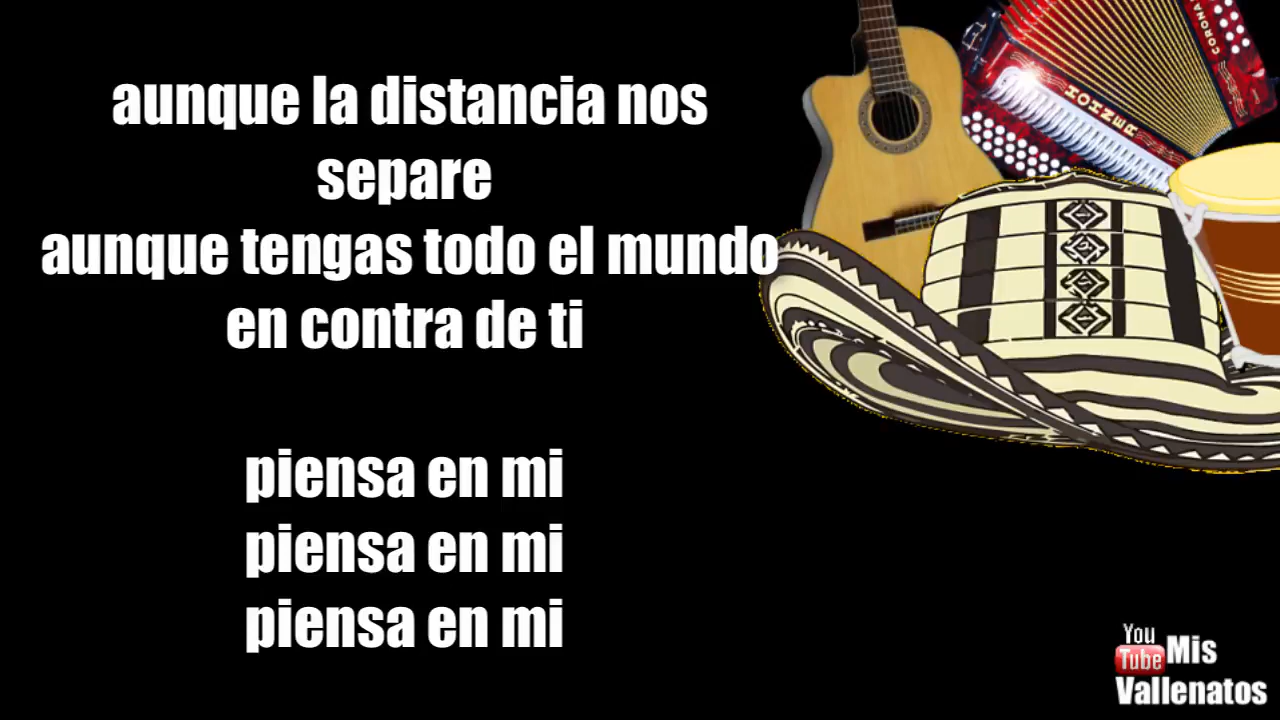 aunque la distancia nos
separe
aunque tengas todo el mundo
en contra de ti
piensa en mi
piensa en mi
piensa en mi
HOHNER
CORONA
You
Tube Mis
Vallenatos